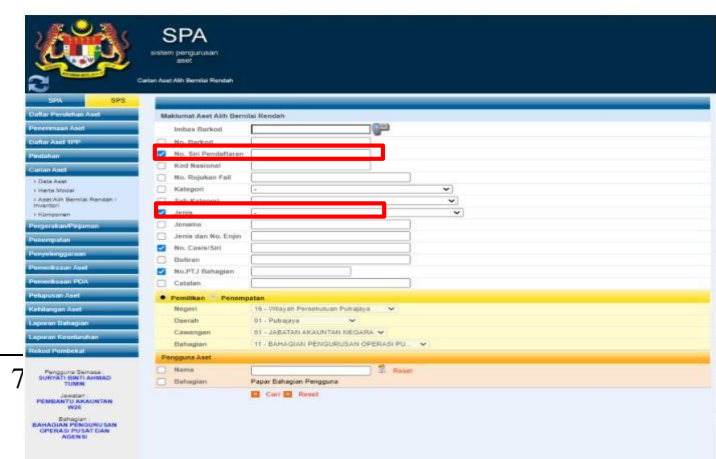 SPA
sistem pengurusan
aset
Carian Aset Alih Bernilai Rendah
SPA SPS
Daftar Perolehan Aset
Penerimaan Aset
Daftar Aset TPP
Pindahan
Carian Aset
› Data Aset
› Harta Modal
› Aset Alih Bernilai Rendah /
Inventori
› Komponen
Pergerakan/Pinjaman
Penempatan
Penyelenggaraan
Pemeriksaan Aset
Pemeriksaan PDA
Pelupusan Aset
Kehilangan Aset
Laporan Bahagian
Laporan Keseluruhan
Rekod Pembekal
Pengguna Semasa :
SURYATI BINTI AHMAD
TUMIN
Jawatan :
PEMBANTU AKAUNTAN
W26
Bahagian :
BAHAGIAN PENGURUSAN
OPERASI PUSAT DAN
AGENSI
7
Maklumat Aset Alih Bernilai Rendah
Imbas Barkod
No. Barkod
No. Siri Pendaftaran
Kod Nasional
No. Rujukan Fail
Kategori -
Sub Kategori -
Jenis -
Jenama
Jenis dan No. Enjin
No. Casis/Siri
Butiran
No.PTJ Bahagian
Catatan
Pemilikan Penempatan
Negeri 16 - Wilayah Persekutuan Putrajaya
Daerah 01 - Putrajaya
Cawangan 01 - JABATAN AKAUNTAN NEGARA
Bahagian 11 - BAHAGIAN PENGURUSAN OPERASI PU...
Pengguna Aset
Nama Reset
Bahagian Papar Bahagian Pengguna
Cari Reset